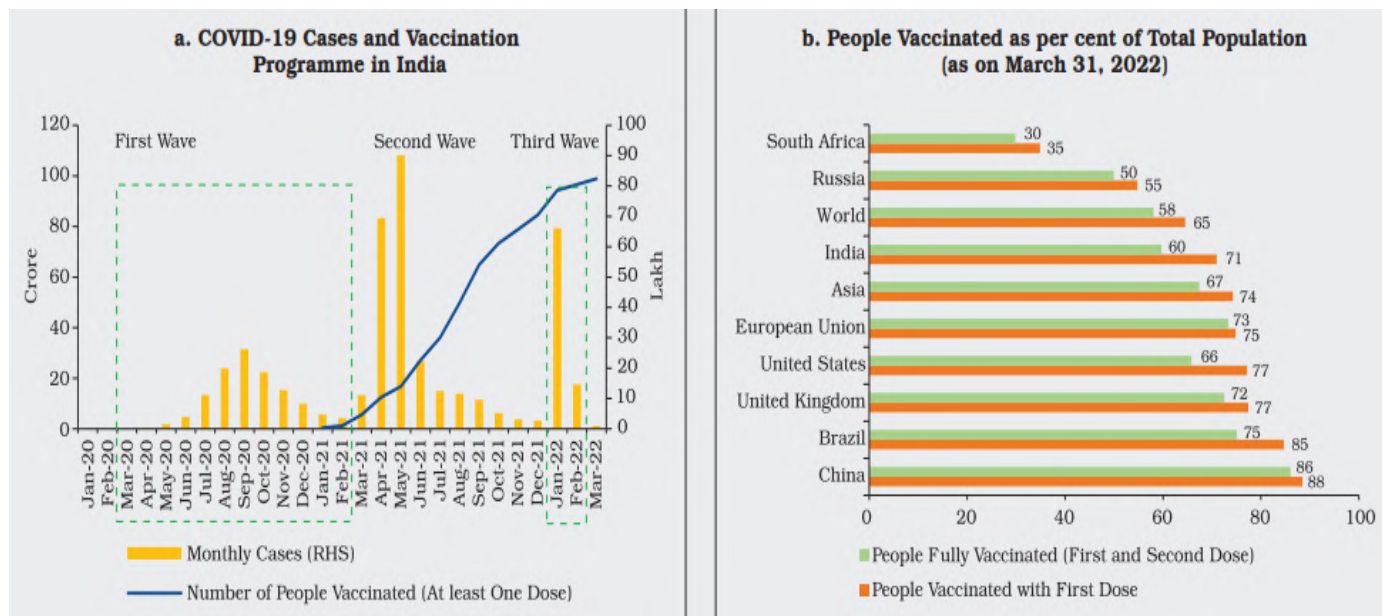 a. COVID-19 Cases and Vaccination
Programme in India
120
100
80
60
40
20
0
Crore
First Wave
Second Wave
Third Wave
100
90
80
70
60
50
40
30
20
10
0
Lakh
Jan-20
Feb-20
Mar-20
Apr-20
May-20
Jun-20
Jul-20
Aug-20
Sep-20
Oct-20
Nov-20
Dec-20
Jan-21
Feb-21
Mar-21
Apr-21
May-21
Jun-21
Jul-21
Aug-21
Sep-21
Oct-21
Nov-21
Dec-21
Jan-22
Feb-22
Mar-22
Monthly Cases (RHS)
Number of People Vaccinated (At least One Dose)
b. People Vaccinated as per cent of Total Population
(as on March 31, 2022)
South Africa
30
35
Russia
50
55
World
58
65
India
60
71
Asia
67
74
European Union
73
75
United States
66
77
United Kingdom
72
77
Brazil
75
85
China
86
88
0
20
40
60
80
100
People Fully Vaccinated (First and Second Dose)
People Vaccinated with First Dose